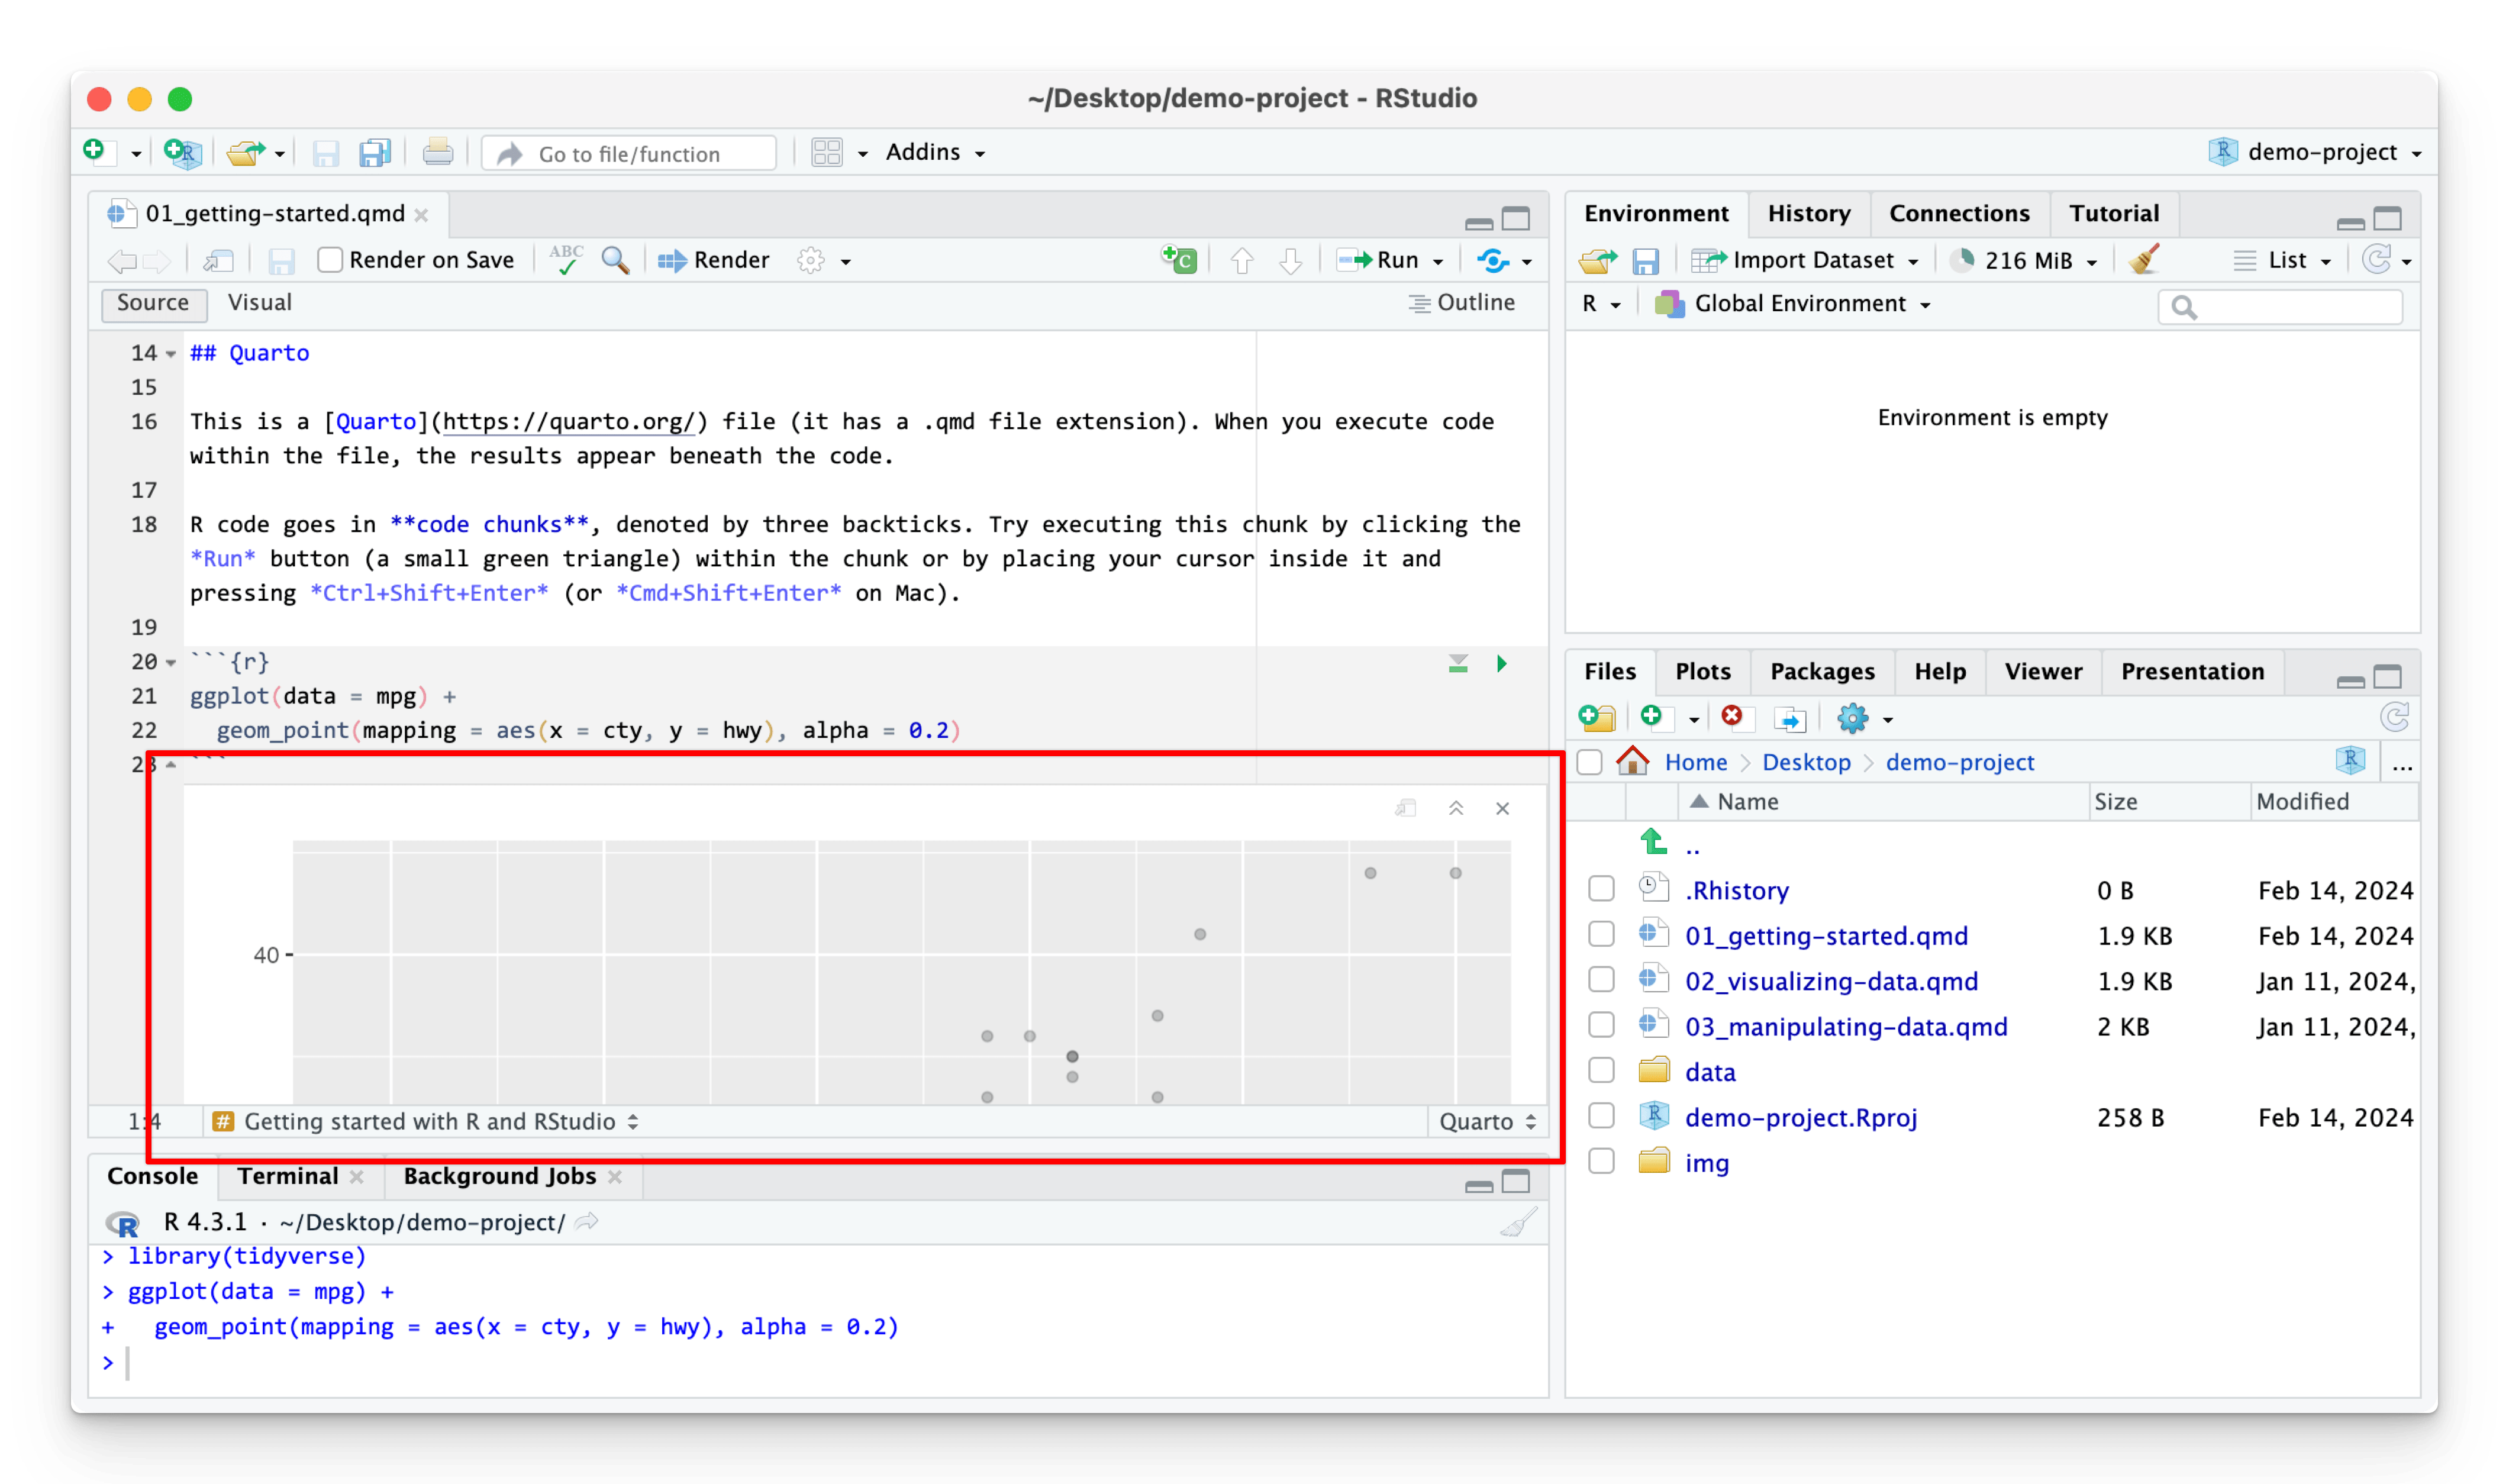 ~/Desktop/demo-project - RStudio
Go to file/function
Addins
demo-project
01_getting-started.qmd
Render on Save
ABC
Render
Run
Source
Visual
Outline
14
## Quarto
15
16
This is a [Quarto](https://quarto.org/) file (it has a .qmd file extension). When you execute code
within the file, the results appear beneath the code.
17
18
R code goes in **code chunks**, denoted by three backticks. Try executing this chunk by clicking the
*Run* button (a small green triangle) within the chunk or by placing your cursor inside it and
pressing *Ctrl+Shift+Enter* (or *Cmd+Shift+Enter* on Mac).
19
20
```{r}
21
ggplot(data = mpg) +
22
geom_point(mapping = aes(x = cty, y = hwy), alpha = 0.2)
23
```
40
1:4
# Getting started with R and RStudio
Quarto
Console
Terminal
Background Jobs
R 4.3.1 · ~/Desktop/demo-project/
> library(tidyverse)
> ggplot(data = mpg) +
+   geom_point(mapping = aes(x = cty, y = hwy), alpha = 0.2)
>
Environment
History
Connections
Tutorial
Import Dataset
216 MiB
List
R
Global Environment
Environment is empty
Files
Plots
Packages
Help
Viewer
Presentation
Home
Desktop
demo-project
...
Name
Size
Modified
..
.Rhistory
0 B
Feb 14, 2024
01_getting-started.qmd
1.9 KB
Feb 14, 2024
02_visualizing-data.qmd
1.9 KB
Jan 11, 2024,
03_manipulating-data.qmd
2 KB
Jan 11, 2024,
data
demo-project.Rproj
258 B
Feb 14, 2024
img